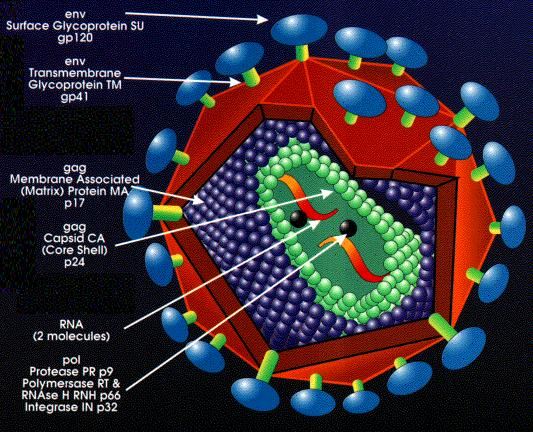 env
Surface Glycoprotein SU
gp120
env
Transmembrane
Glycoprotein TM
gp41
gag
Membrane Associated
(Matrix) Protein MA
p17
gag
Capsid CA
(Core Shell)
p24
RNA
(2 molecules)
pol
Protease PR p9
Polymersase RT &
RNAse H RNH p66
Integrase IN p32